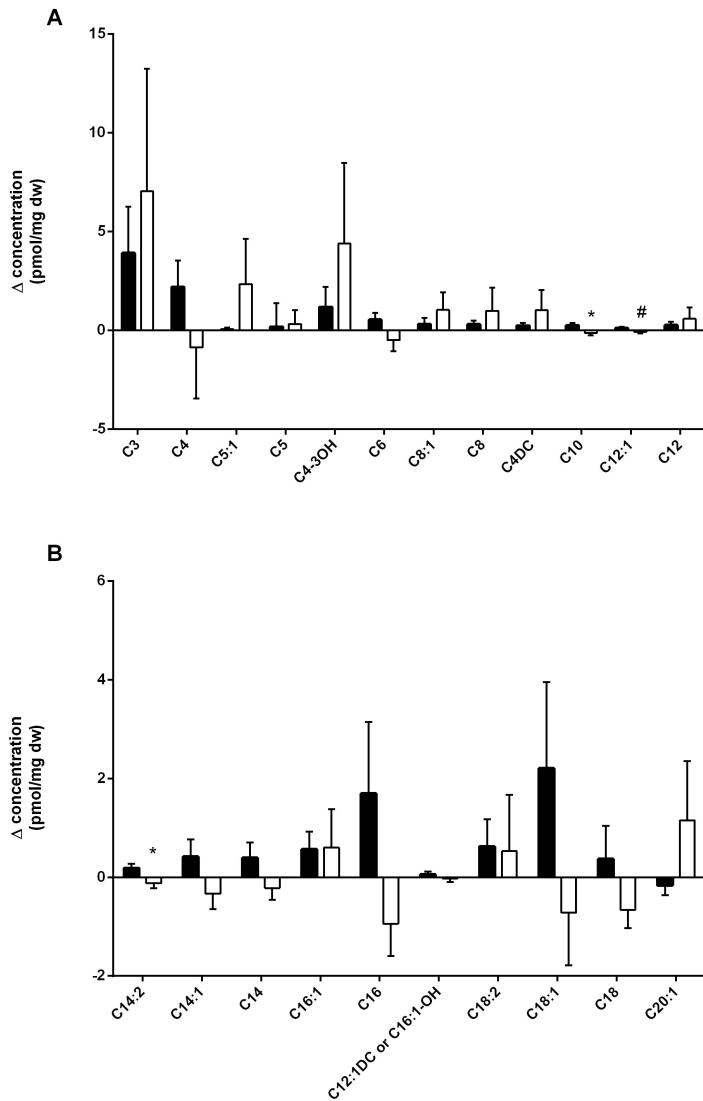 A
15
10
5
0
-5
Δ concentration
(pmol/mg dw)
*
#
C3
C4
C5:1
C5
C4-3OH
C6
C8:1
C8
C4DC
C10
C12:1
C12
B
6
4
2
0
-2
Δ concentration
(pmol/mg dw)
*
C14:2
C14:1
C14
C16:1
C16
C12:1DC or C16:1-OH
C18:2
C18:1
C18
C20:1